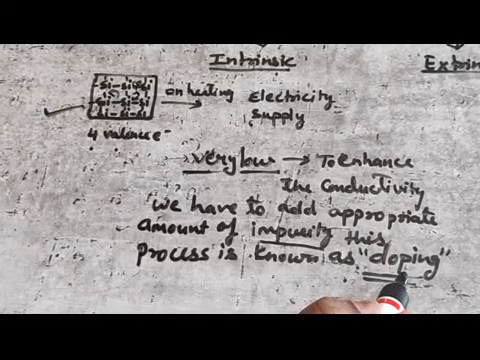 Intrinsic Extrin
Si-Si-Si
Si-Si-Si
Si-Si-Si
on heating
Electricity
Supply
4 valence e-
very low → To enhance
The Conductivity
we have to add appropriate
amount of impurity this
process is known as "doping"